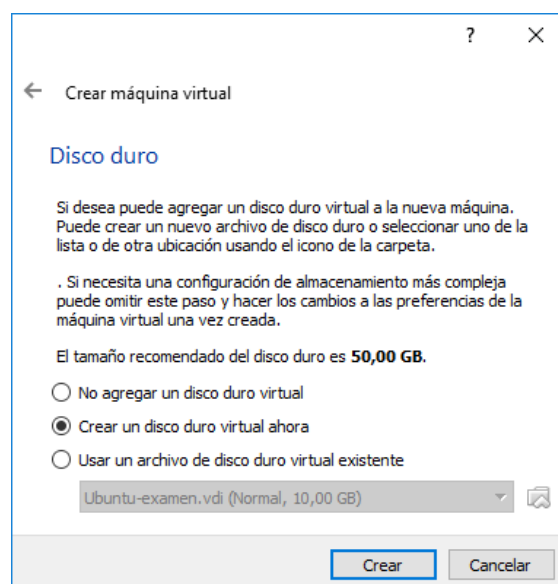 ?
Crear máquina virtual
Disco duro
Si desea puede agregar un disco duro virtual a la nueva máquina.
Puede crear un nuevo archivo de disco duro o seleccionar uno de la
lista o de otra ubicación usando el icono de la carpeta.
. Si necesita una configuración de almacenamiento más compleja
puede omitir este paso y hacer los cambios a las preferencias de la
máquina virtual una vez creada.
El tamaño recomendado del disco duro es 50,00 GB.
No agregar un disco duro virtual
Crear un disco duro virtual ahora
Usar un archivo de disco duro virtual existente
Ubuntu-examen.vdi (Normal, 10,00 GB)
Crear Cancelar